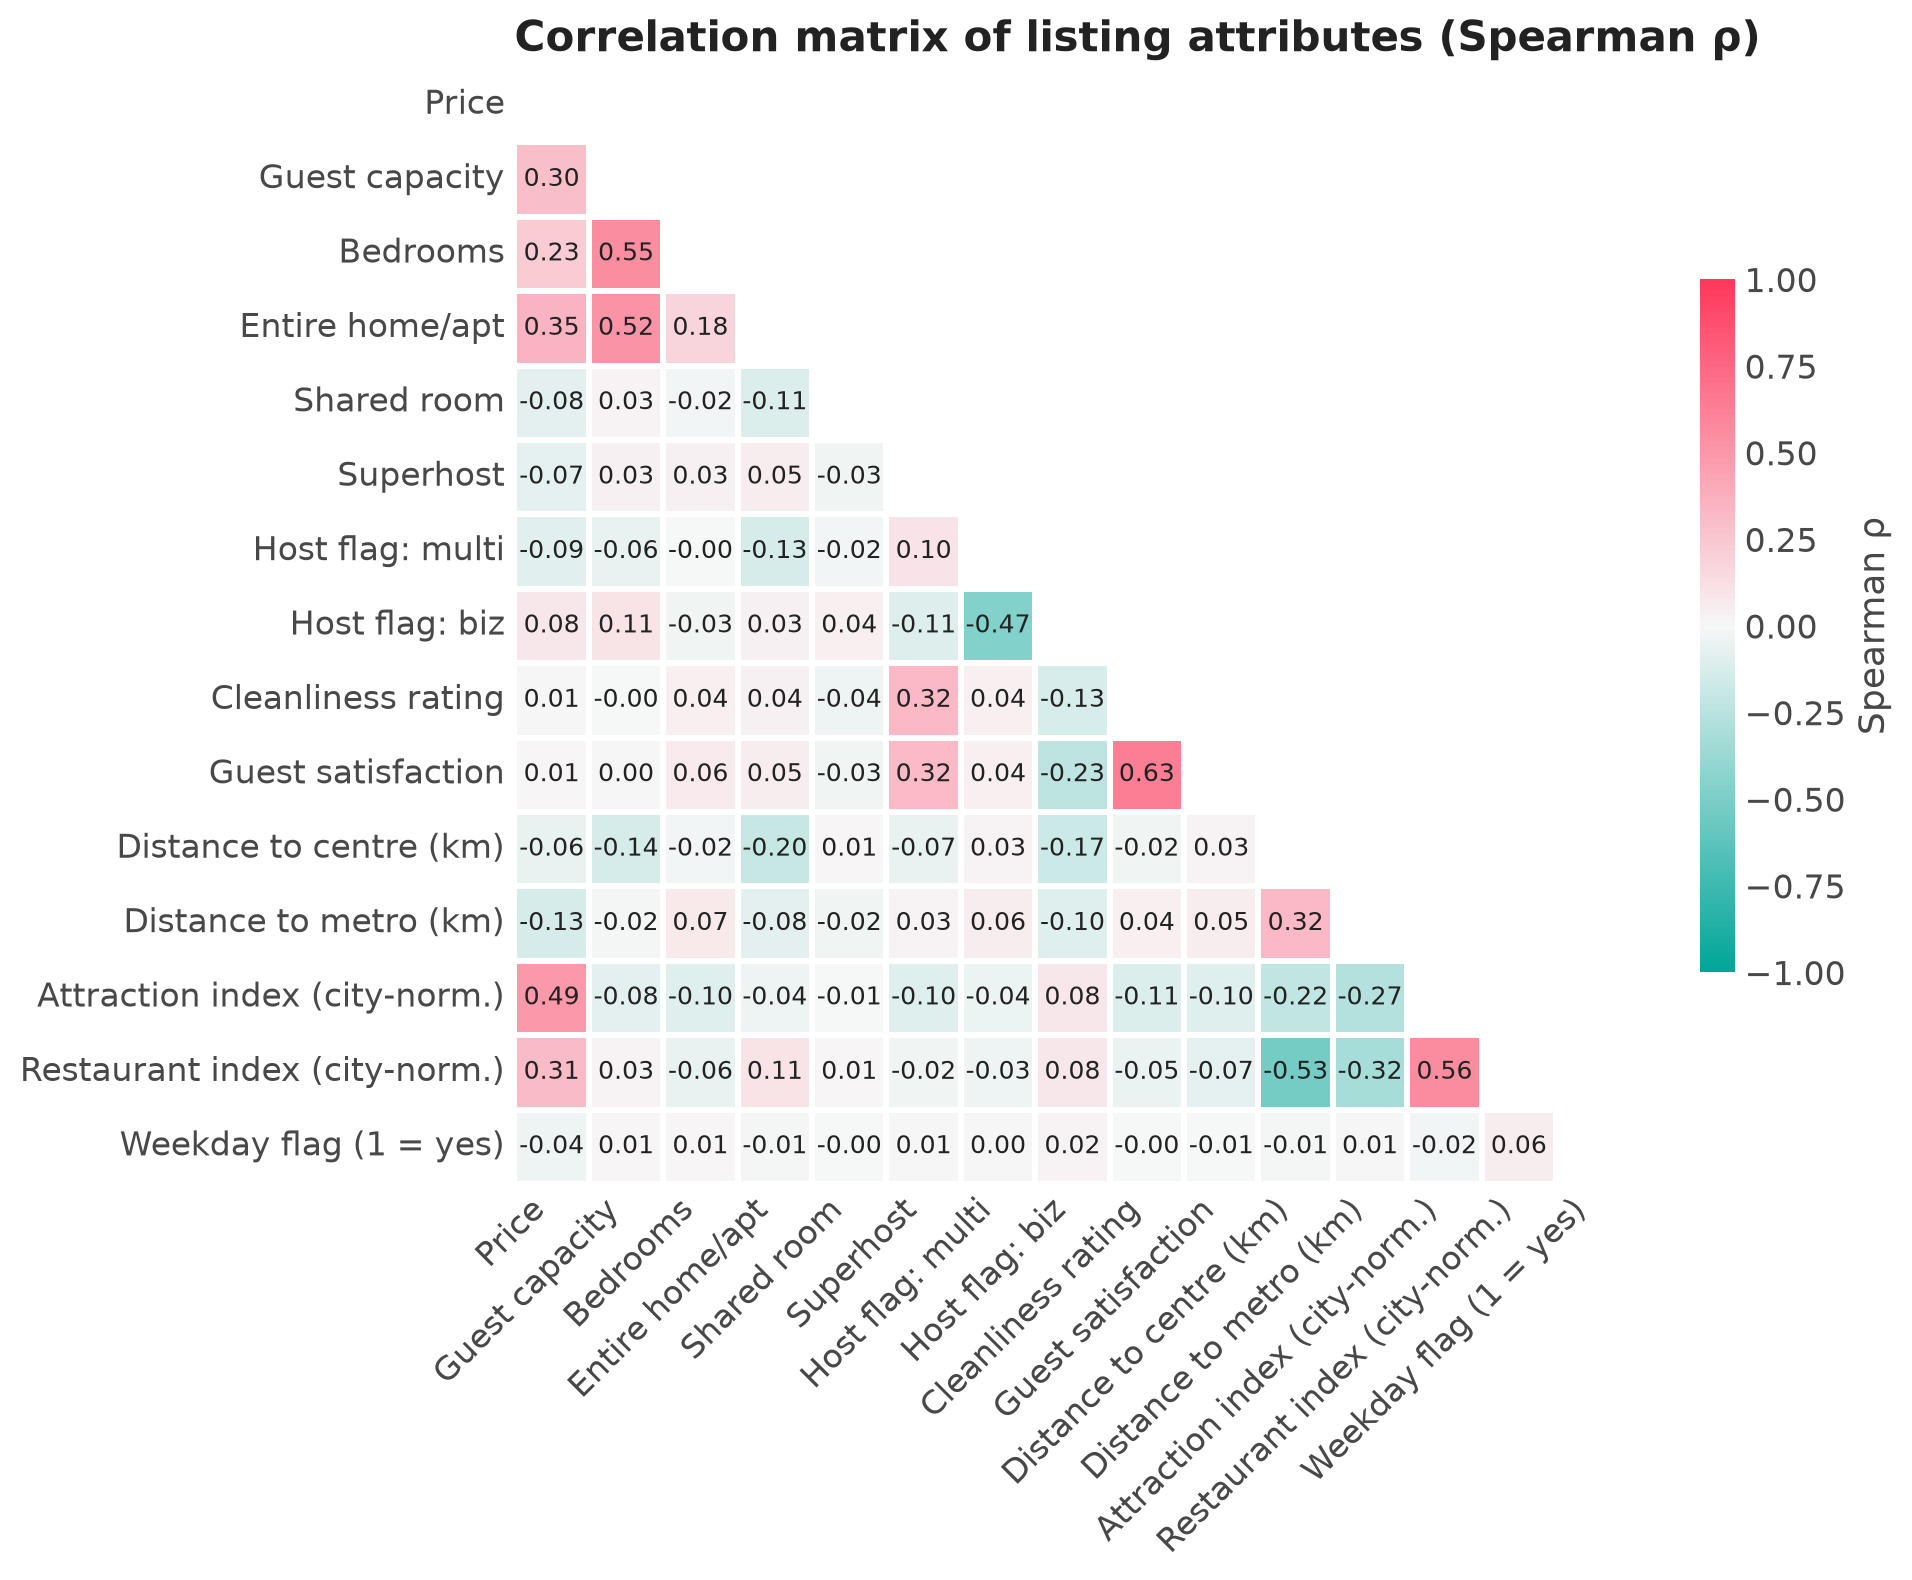 Correlation matrix of listing attributes (Spearman ρ)
Price
Guest capacity 0.30
Bedrooms 0.23 0.55
Entire home/apt 0.35 0.52 0.18
Shared room -0.08 0.03 -0.02 -0.11
Superhost -0.07 0.03 0.03 0.05 -0.03
Host flag: multi -0.09 -0.06 -0.00 -0.13 -0.02 0.10
Host flag: biz 0.08 0.11 -0.03 0.03 0.04 -0.11 -0.47
Cleanliness rating 0.01 -0.00 0.04 0.04 -0.04 0.32 0.04 -0.13
Guest satisfaction 0.01 0.00 0.06 0.05 -0.03 0.32 0.04 -0.23 0.63
Distance to centre (km) -0.06 -0.14 -0.02 -0.20 0.01 -0.07 0.03 -0.17 -0.02 0.03
Distance to metro (km) -0.13 -0.02 0.07 -0.08 -0.02 0.03 0.06 -0.10 0.04 0.05 0.32
Attraction index (city-norm.) 0.49 -0.08 -0.10 -0.04 -0.01 -0.10 -0.04 0.08 -0.11 -0.10 -0.22 -0.27
Restaurant index (city-norm.) 0.31 0.03 -0.06 0.11 0.01 -0.02 -0.03 0.08 -0.05 -0.07 -0.53 -0.32 0.56
Weekday flag (1 = yes) -0.04 0.01 0.01 -0.01 -0.00 0.01 0.00 0.02 -0.00 -0.01 -0.01 0.01 -0.02 0.06
Price
Guest capacity
Bedrooms
Entire home/apt
Shared room
Superhost
Host flag: multi
Host flag: biz
Cleanliness rating
Guest satisfaction
Distance to centre (km)
Distance to metro (km)
Attraction index (city-norm.)
Restaurant index (city-norm.)
Weekday flag (1 = yes)
1.00
0.75
0.50
0.25
0.00
−0.25
−0.50
−0.75
−1.00
Spearman ρ